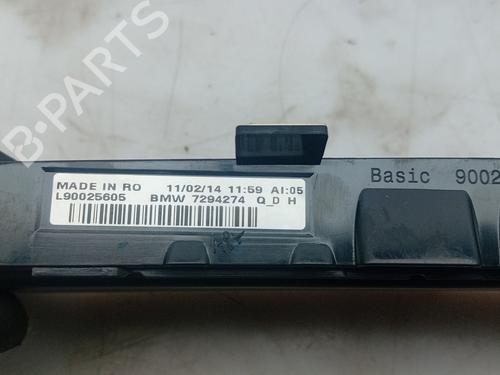 B-PARTS
MADE IN RO 11/02/14 11:59 AI:05
L90025605 BMW 7294274 Q_D H
Basic 9002